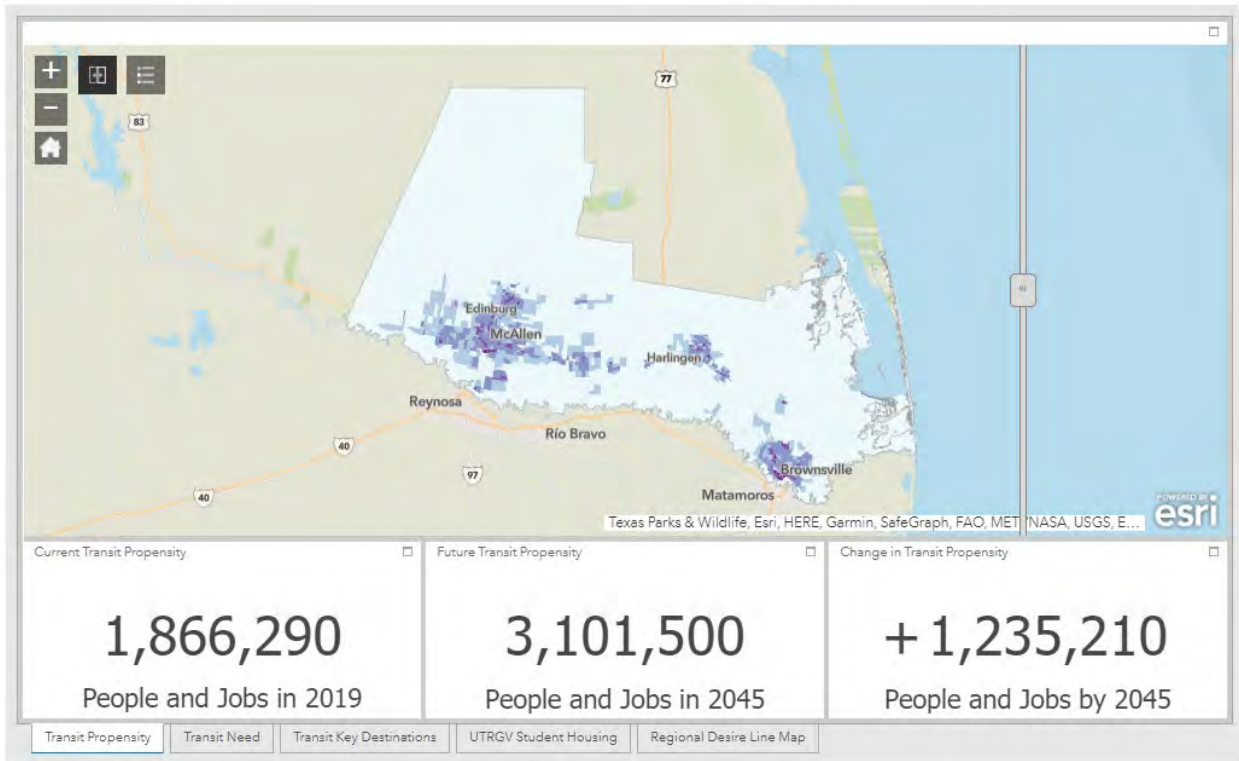 77
83
Edinburg
McAllen
Harlingen
Reynosa
Río Bravo
40
97
Brownsville
40
Matamoros
POWERED BY
esri
Texas Parks & Wildlife, Esri, HERE, Garmin, SafeGraph, FAO, METI/NASA, USGS, E...
Current Transit Propensity
Future Transit Propensity
Change in Transit Propensity
1,866,290
3,101,500
+1,235,210
People and Jobs in 2019
People and Jobs in 2045
People and Jobs by 2045
Transit Propensity
Transit Need
Transit Key Destinations
UTRGV Student Housing
Regional Desire Line Map